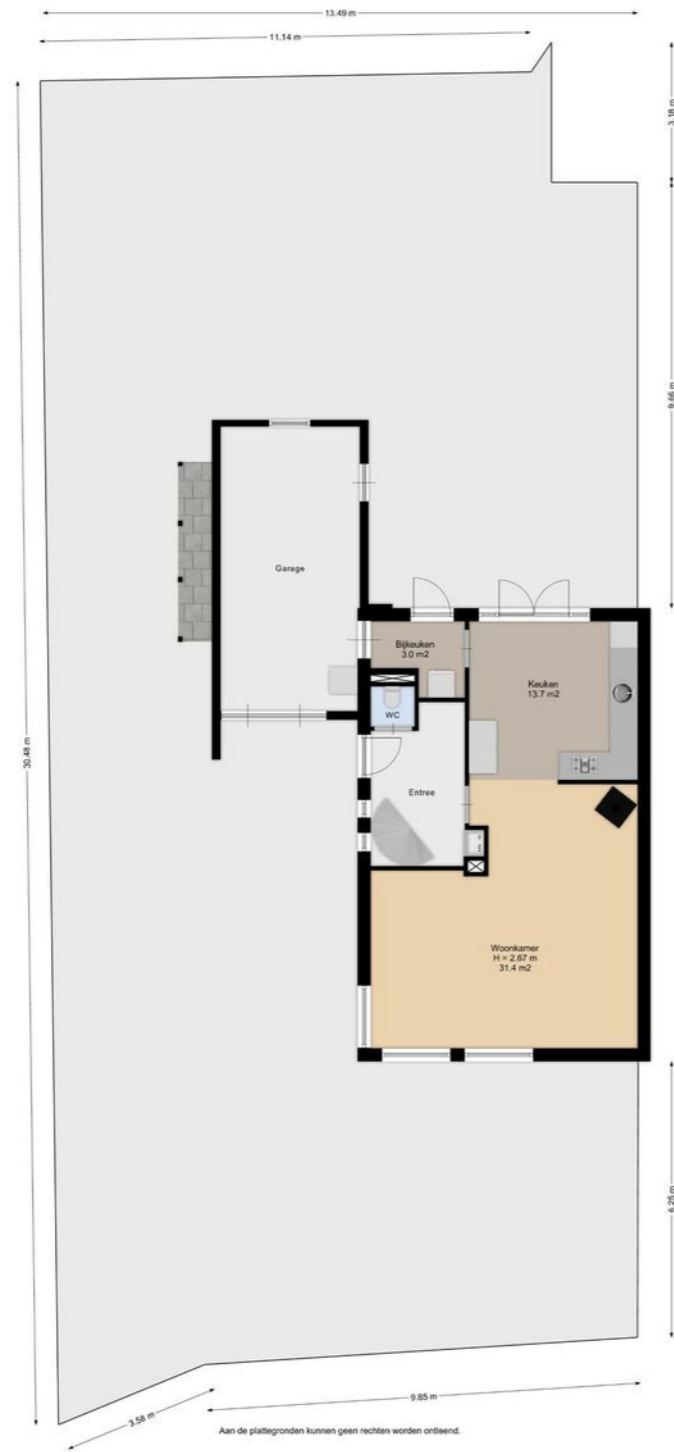 13.49 m
11.14 m
3.18 m
9.66 m
Garage
Bijkeuken
3.0 m2
Keuken
13.7 m2
WC
Entree
30.48 m
Woonkamer
H = 2.67 m
31.4 m2
6.25 m
9.85 m
3.58 m
Aan de plattegronden kunnen geen rechten worden ontleend.